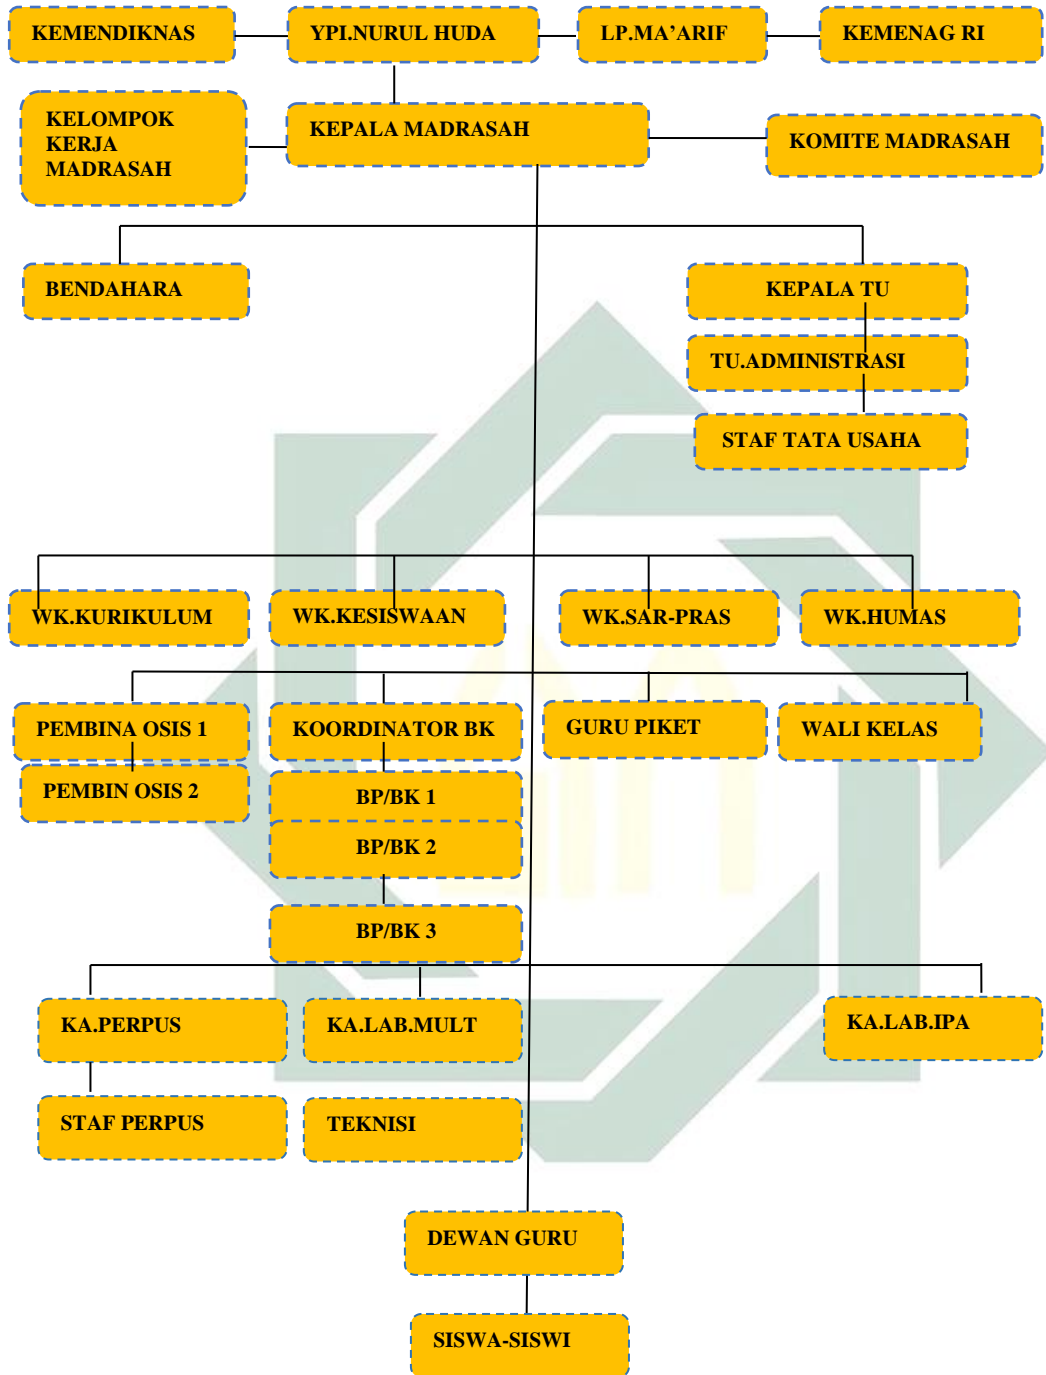 KEMENDIKNAS
YPI.NURUL HUDA
LP.MA’ARIF
KEMENAG RI
KELOMPOK
KERJA
MADRASAH
KEPALA MADRASAH
KOMITE MADRASAH
BENDAHARA
KEPALA TU
TU.ADMINISTRASI
STAF TATA USAHA
WK.KURIKULUM
WK.KESISWAAN
WK.SAR-PRAS
WK.HUMAS
PEMBINA OSIS 1
KOORDINATOR BK
GURU PIKET
WALI KELAS
PEMBIN OSIS 2
BP/BK 1
BP/BK 2
BP/BK 3
KA.PERPUS
KA.LAB.MULT
KA.LAB.IPA
STAF PERPUS
TEKNISI
DEWAN GURU
SISWA-SISWI